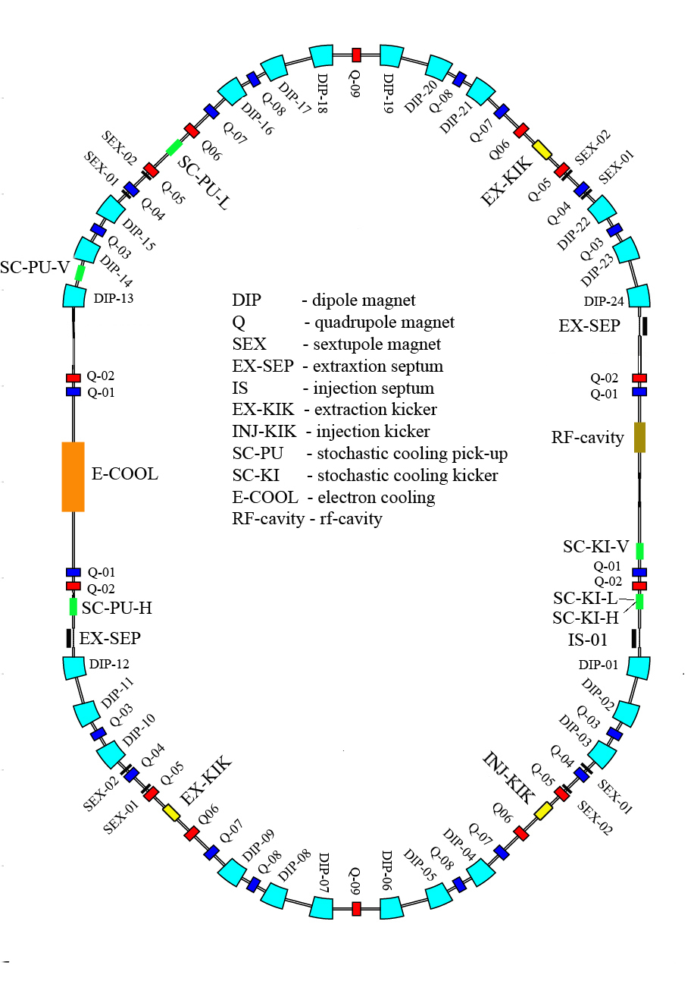 DIP-18
Q-09
DIP-19
DIP-17
Q-08
DIP-16
Q-07
Q06
SC-PU-L
SEX-02
SEX-01
Q-05
Q-04
DIP-15
Q-03
DIP-14
SC-PU-V
DIP-13
DIP-20
Q-08
DIP-21
Q-07
Q06
EX-KIK
SEX-02
SEX-01
Q-05
Q-04
DIP-22
Q-03
DIP-23
DIP-24
EX-SEP
DIP - dipole magnet
Q - quadrupole magnet
SEX - sextupole magnet
EX-SEP - extraxtion septum
IS - injection septum
EX-KIK - extraction kicker
INJ-KIK - injection kicker
SC-PU - stochastic cooling pick-up
SC-KI - stochastic cooling kicker
E-COOL - electron cooling
RF-cavity - rf-cavity
Q-02
Q-01
E-COOL
Q-01
Q-02
SC-PU-H
EX-SEP
DIP-12
Q-02
Q-01
RF-cavity
SC-KI-V
Q-01
Q-02
SC-KI-L
SC-KI-H
IS-01
DIP-01
DIP-11
Q-03
DIP-10
Q-04
Q-05
SEX-02
SEX-01
EX-KIK
Q06
Q-07
DIP-09
Q-08
DIP-08
DIP-07
Q-09
DIP-06
DIP-02
Q-03
DIP-03
Q-04
Q-05
SEX-01
SEX-02
INJ-KIK
Q06
Q-07
DIP-04
Q-08
DIP-05